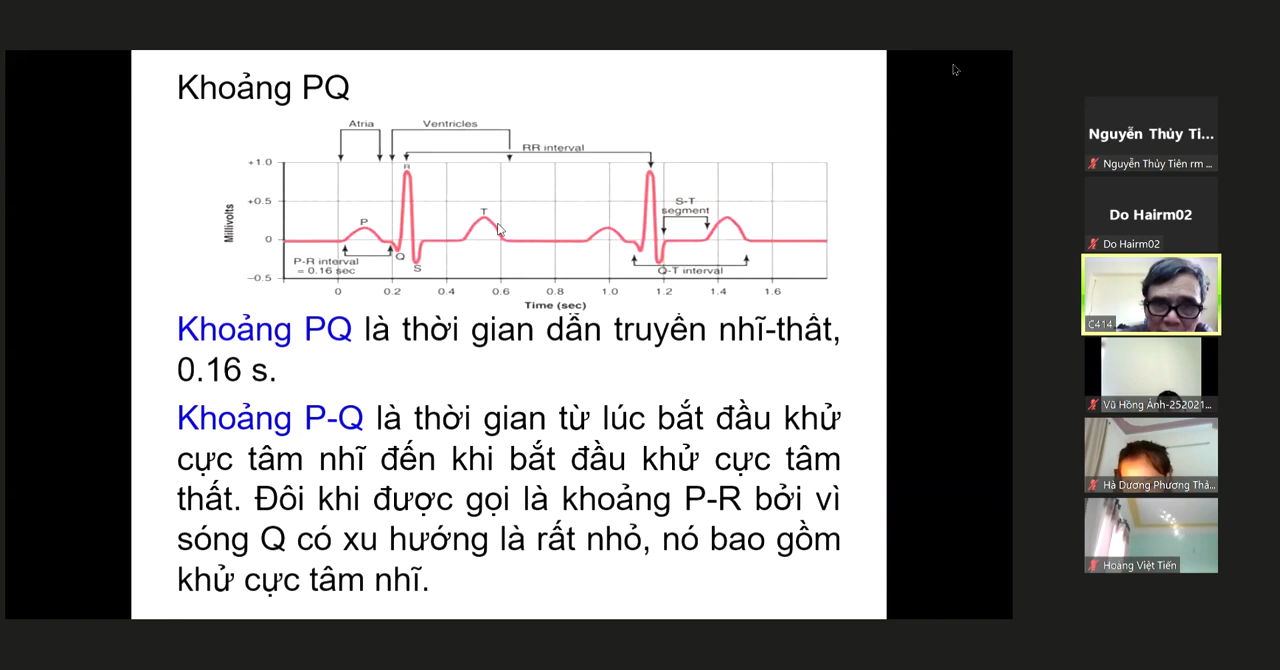 Khoảng PQ
Atria
Ventricles
RR interval
+1.0
R
S-T
segment
+0.5
Millivolts
P
T
0
Q
S
P-R interval
= 0.16 sec
Q-T interval
−0.5
0
0.2
0.4
0.6
0.8
1.0
1.2
1.4
1.6
Time (sec)
Khoảng PQ là thời gian dẫn truyền nhĩ-thất,
0.16 s.
Khoảng P-Q là thời gian từ lúc bắt đầu khử
cực tâm nhĩ đến khi bắt đầu khử cực tâm
thất. Đôi khi được gọi là khoảng P-R bởi vì
sóng Q có xu hướng là rất nhỏ, nó bao gồm
khử cực tâm nhĩ.
Nguyễn Thủy Ti...
Nguyễn Thủy Tiên rm ...
Do Hairm02
Do Hairm02
C414
Vũ Hồng Ánh-252021...
Hà Dương Phương Thả...
Hoàng Việt Tiến